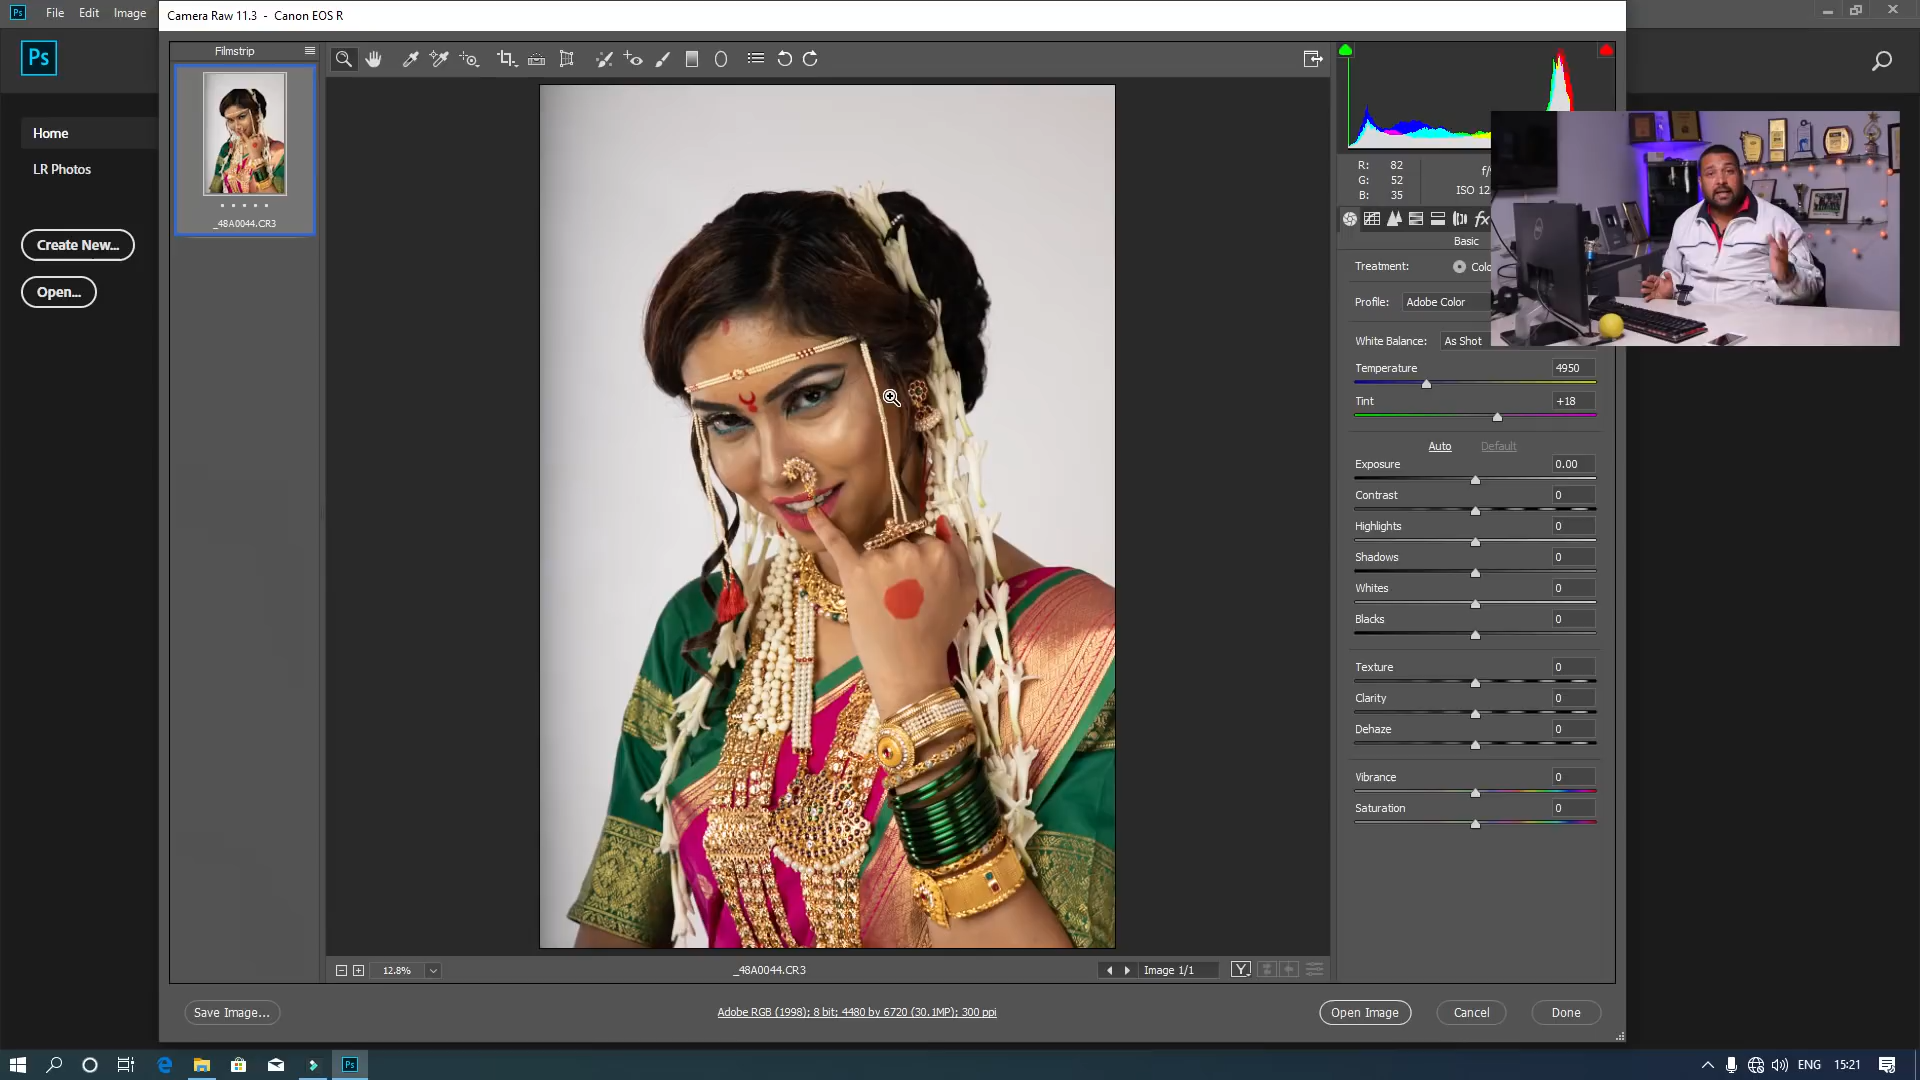 Ps File Edit Image
Camera Raw 11.3 - Canon EOS R
Ps
Home
LR Photos
Create New...
Open...
Filmstrip
_48A0044.CR3
R: 82
G: 52
B: 35
f/
ISO 12
fx
Basic
Treatment: Colo
Profile: Adobe Color
White Balance: As Shot
Temperature 4950
Tint +18
Auto Default
Exposure 0.00
Contrast 0
Highlights 0
Shadows 0
Whites 0
Blacks 0
Texture 0
Clarity 0
Dehaze 0
Vibrance 0
Saturation 0
12.8% _48A0044.CR3 Image 1/1 Y
Save Image... Adobe RGB (1998); 8 bit; 4480 by 6720 (30.1MP); 300 ppi Open Image Cancel Done
Ps ENG 15:21